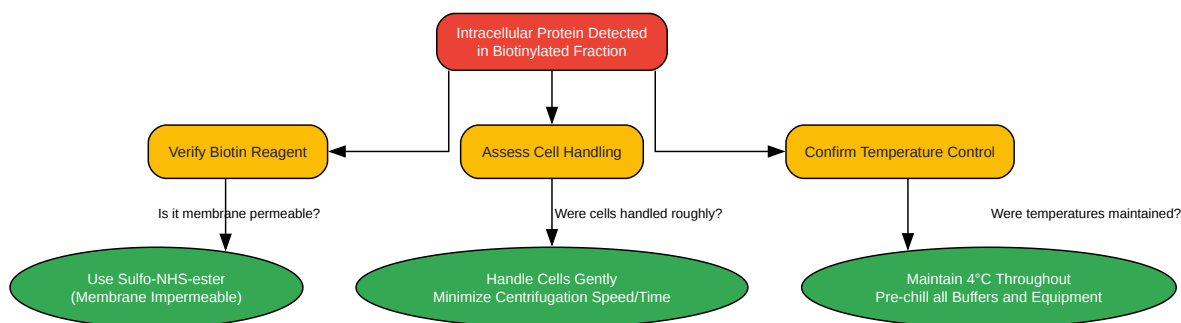 Intracellular Protein Detected
in Biotinylated Fraction
Verify Biotin Reagent
Assess Cell Handling
Confirm Temperature Control
Is it membrane permeable?
Were cells handled roughly?
Were temperatures maintained?
Use Sulfo-NHS-ester
(Membrane Impermeable)
Handle Cells Gently
Minimize Centrifugation Speed/Time
Maintain 4°C Throughout
Pre-chill all Buffers and Equipment